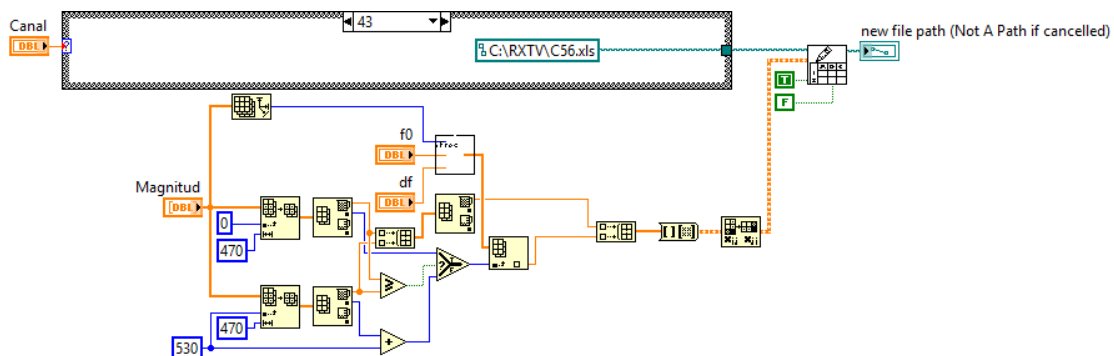 43
Canal
DBL
C:\RXTV\C56.xls
new file path (Not A Path if cancelled)
T
F
f0
DBL
Frec
df
DBL
Magnitud
[DBL]
0
470
470
530